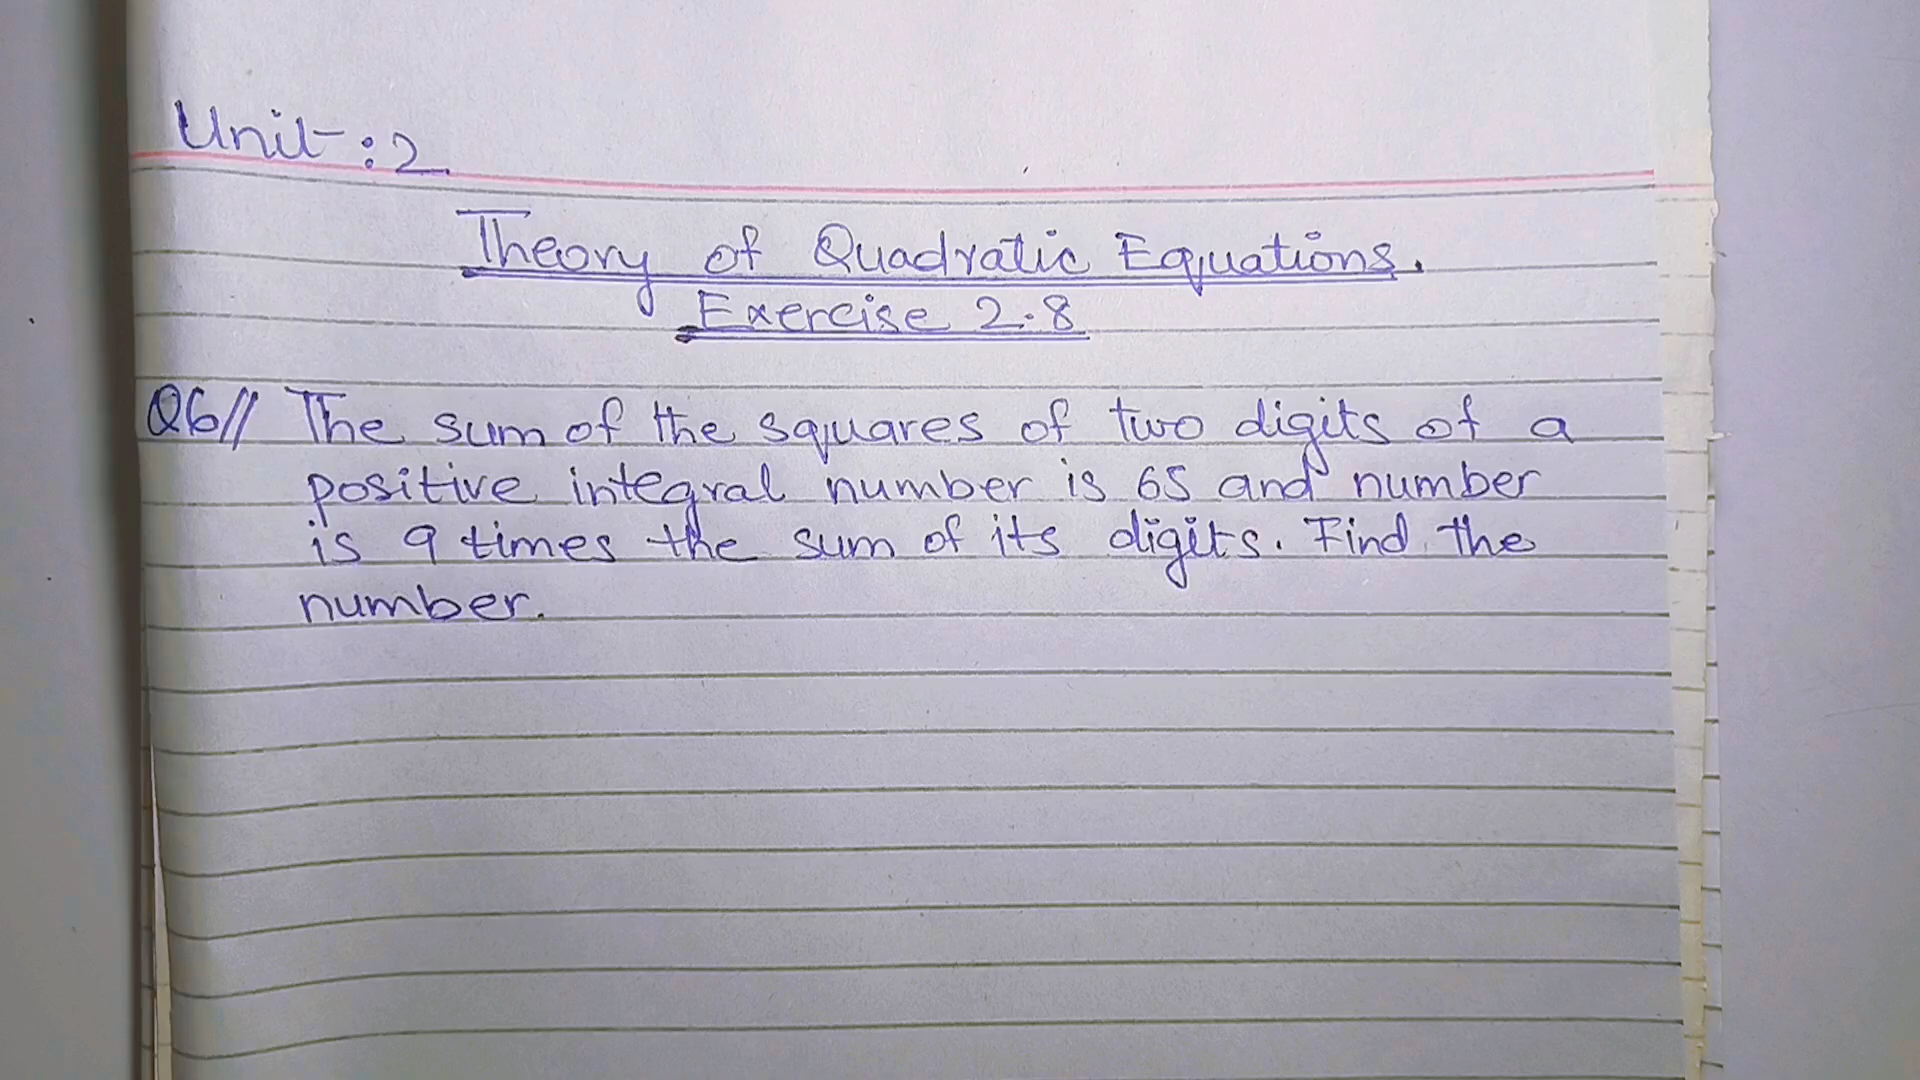 Unit:2
Theory of Quadratic Equations.
Exercise 2.8
Q6// The sum of the squares of two digits of a
positive integral number is 65 and number
is 9 times the sum of its digits. Find the
number.